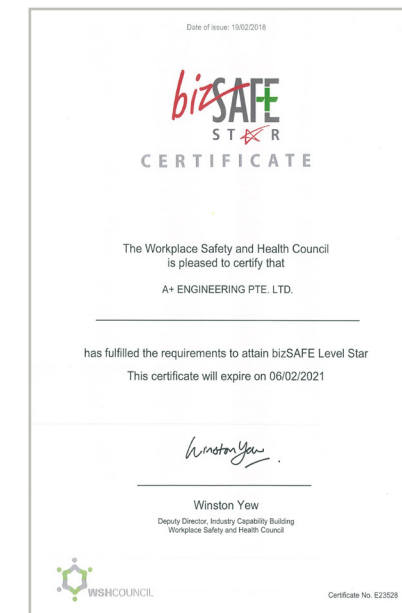 Date of issue: 19/02/2018
bizSAFE
STAR
CERTIFICATE
The Workplace Safety and Health Council
is pleased to certify that
A+ ENGINEERING PTE. LTD.
has fulfilled the requirements to attain bizSAFE Level Star
This certificate will expire on 06/02/2021
Winston Yew
Winston Yew
Deputy Director, Industry Capability Building
Workplace Safety and Health Council
WSHCOUNCIL
Certificate No. E23528